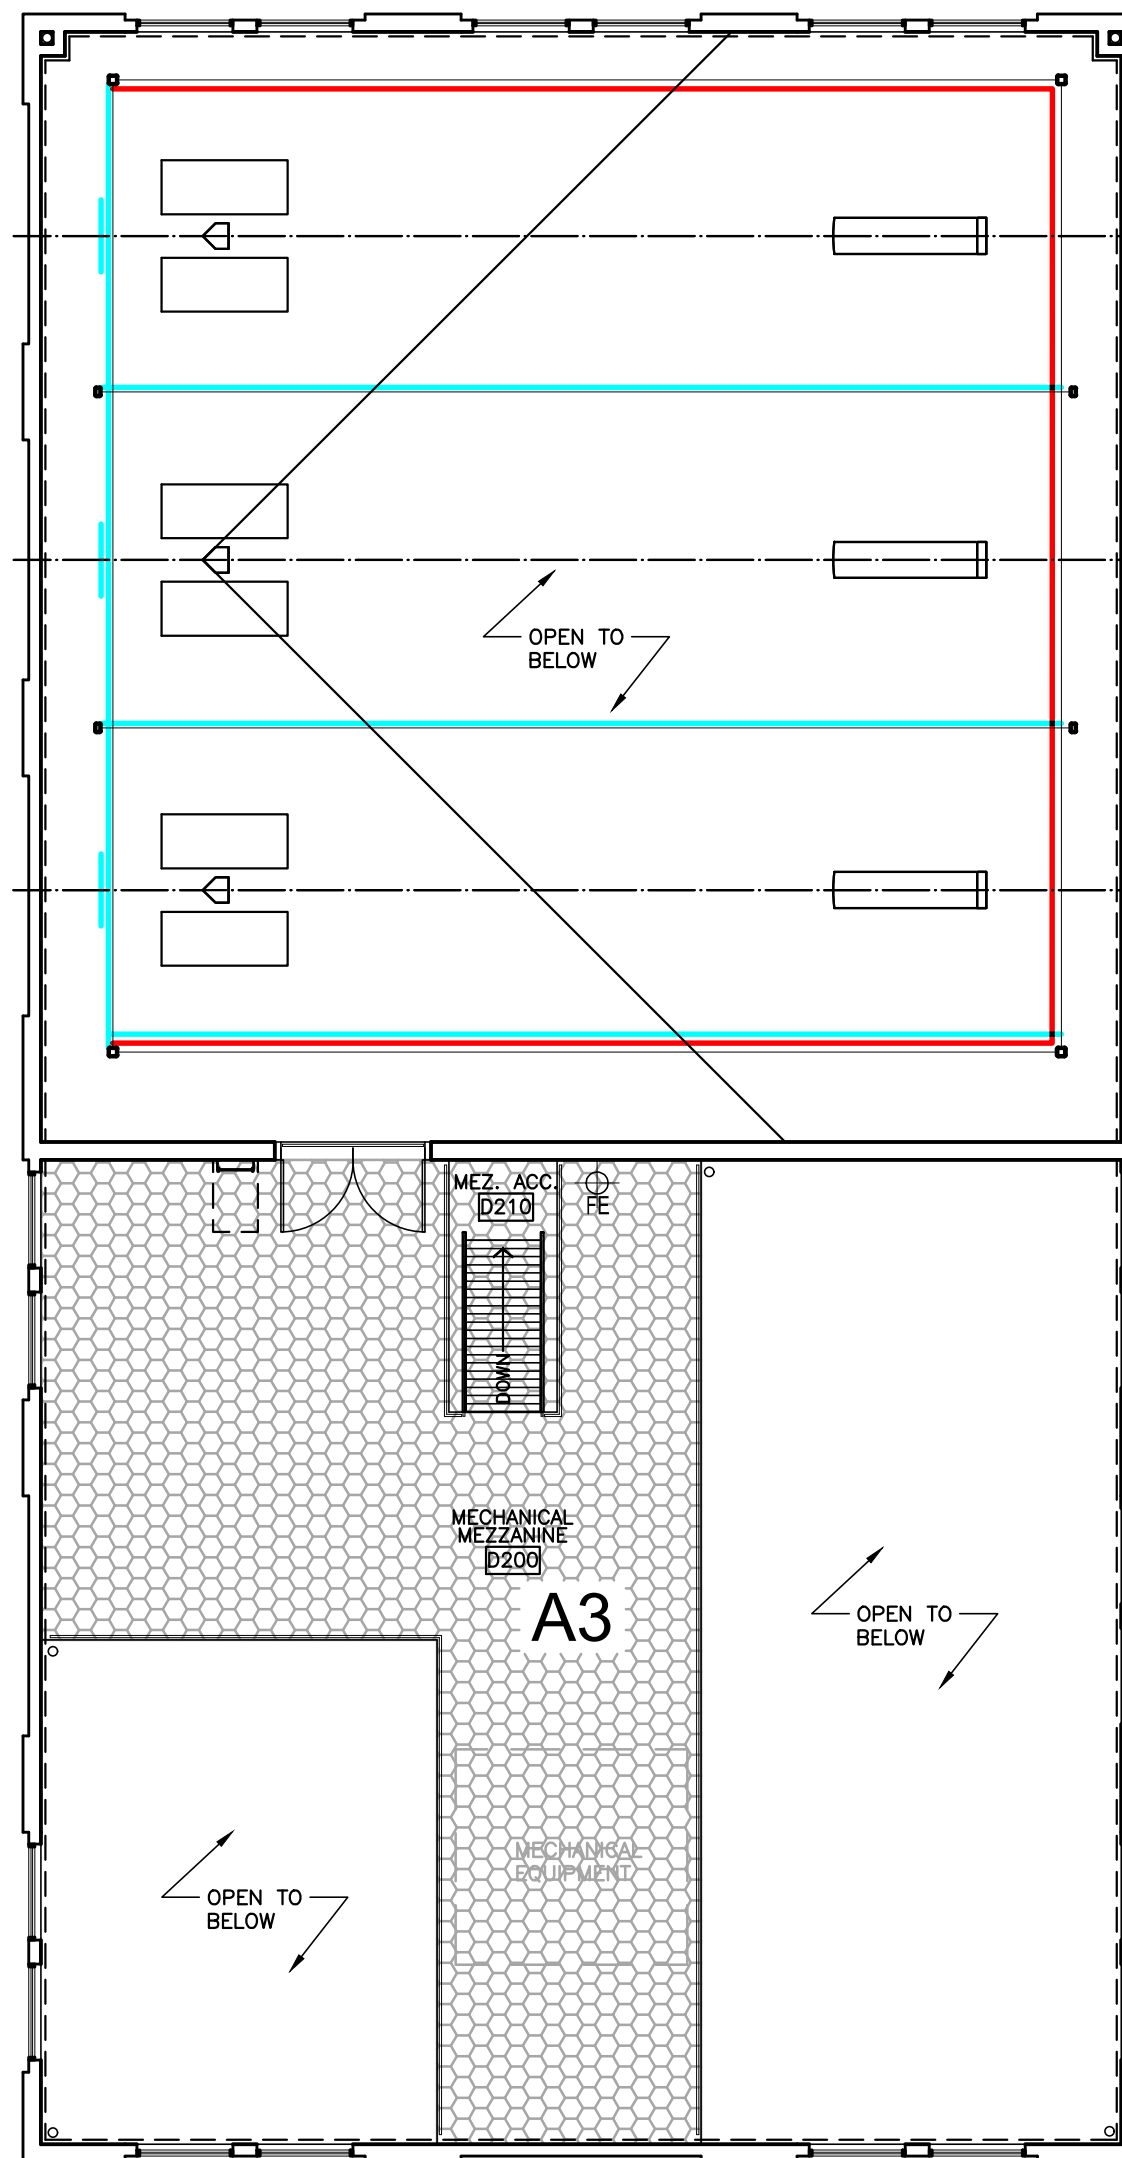 OPEN TO
BELOW
MEZ. ACC.
D210
FE
DOWN
MECHANICAL
MEZZANINE
D200
A3
OPEN TO
BELOW
MECHANICAL
EQUIPMENT
OPEN TO
BELOW